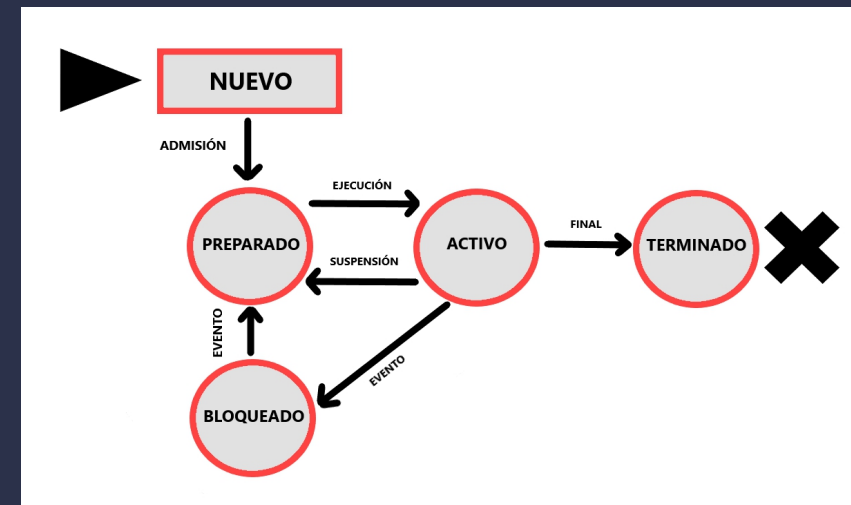 NUEVO
ADMISIÓN
EJECUCIÓN
PREPARADO
SUSPENSIÓN
ACTIVO
FINAL
TERMINADO
EVENTO
EVENTO
BLOQUEADO